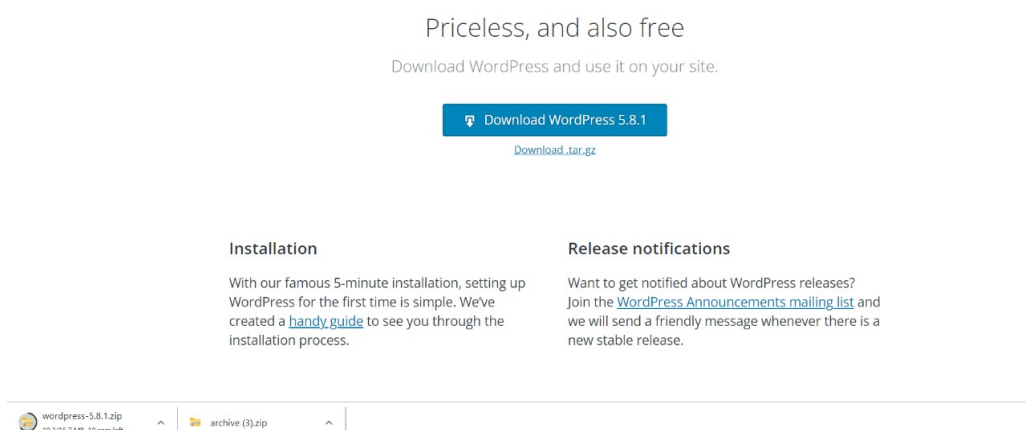 Priceless, and also free
Download WordPress and use it on your site.
Download WordPress 5.8.1
Download .tar.gz
Installation
With our famous 5-minute installation, setting up
WordPress for the first time is simple. We've
created a handy guide to see you through the
installation process.
Release notifications
Want to get notified about WordPress releases?
Join the WordPress Announcements mailing list and
we will send a friendly message whenever there is a
new stable release.
wordpress-5.8.1.zip
archive (3).zip